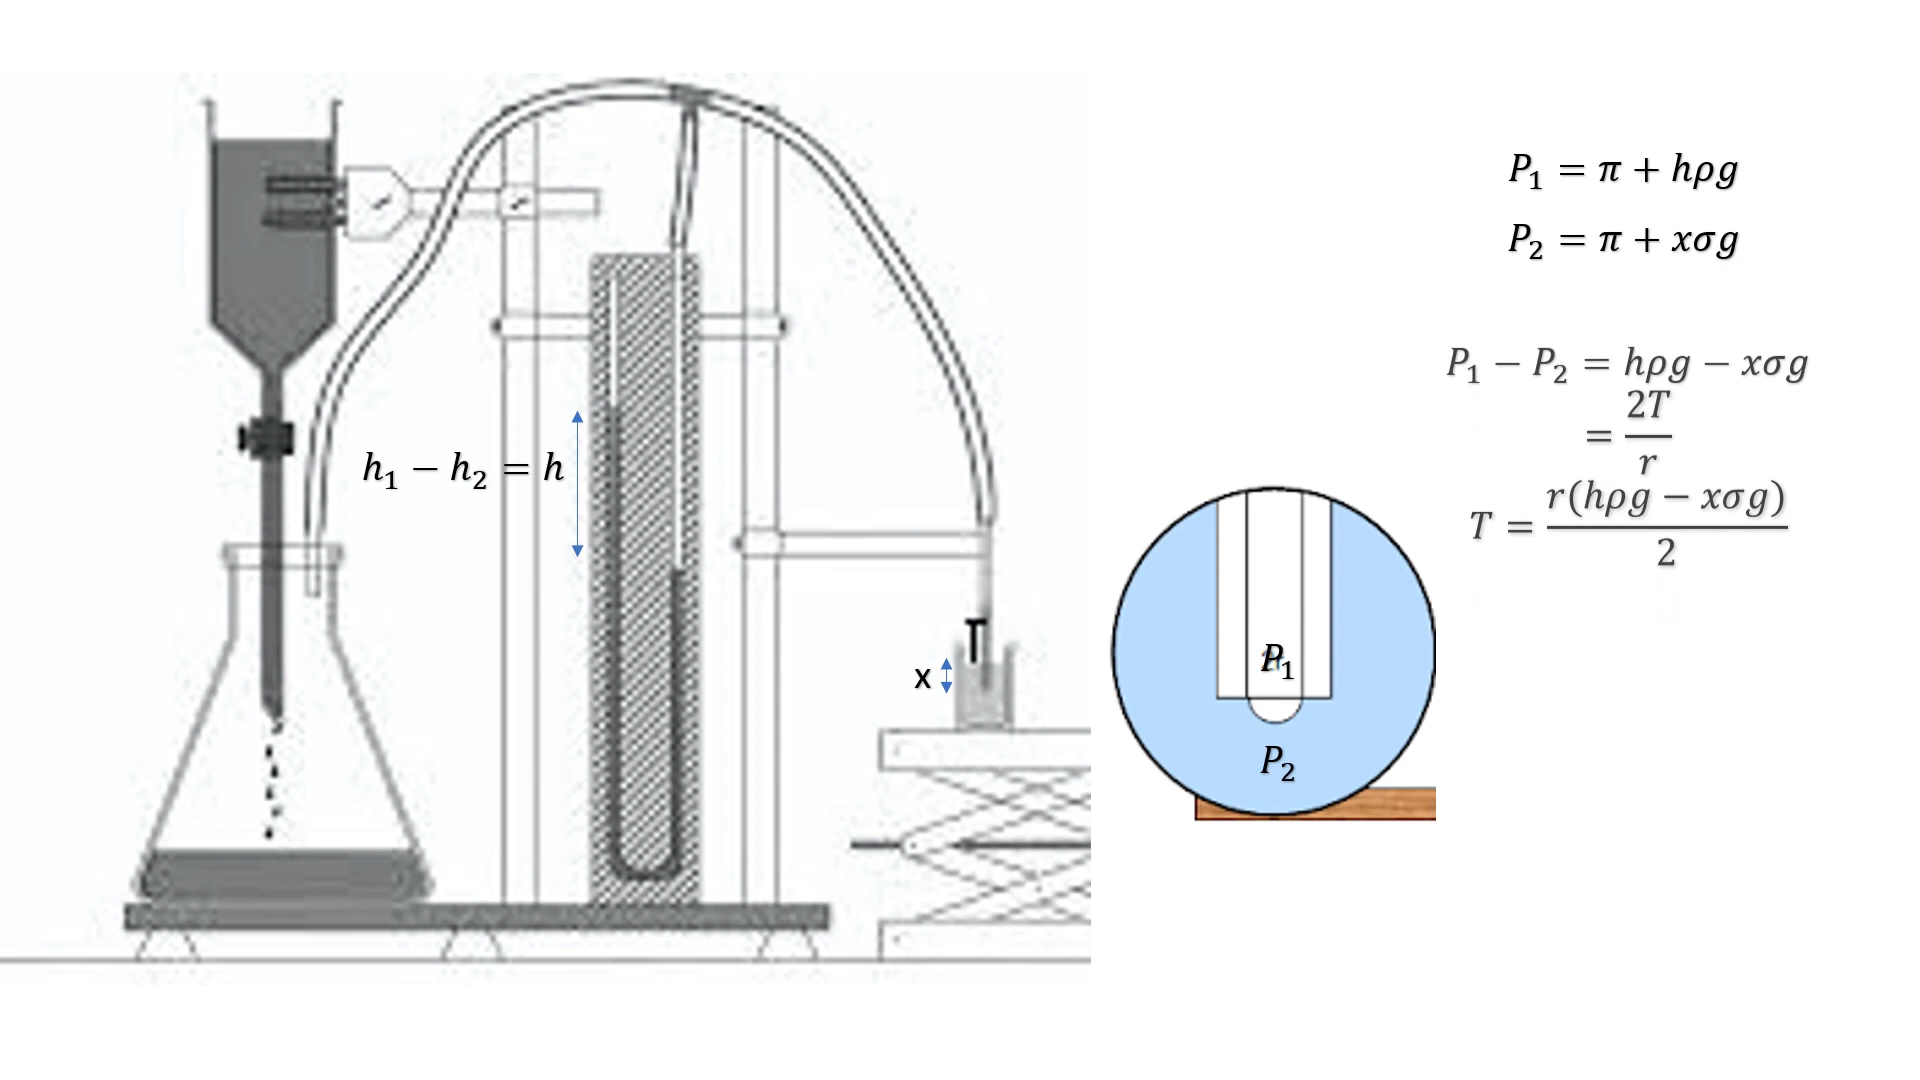 P₁ = π + hρg
P₂ = π + xσg
P₁ − P₂ = hρg − xσg
= 2T/r
T = r(hρg − xσg)/2
h₁ − h₂ = h
T
x
P₁
P₂